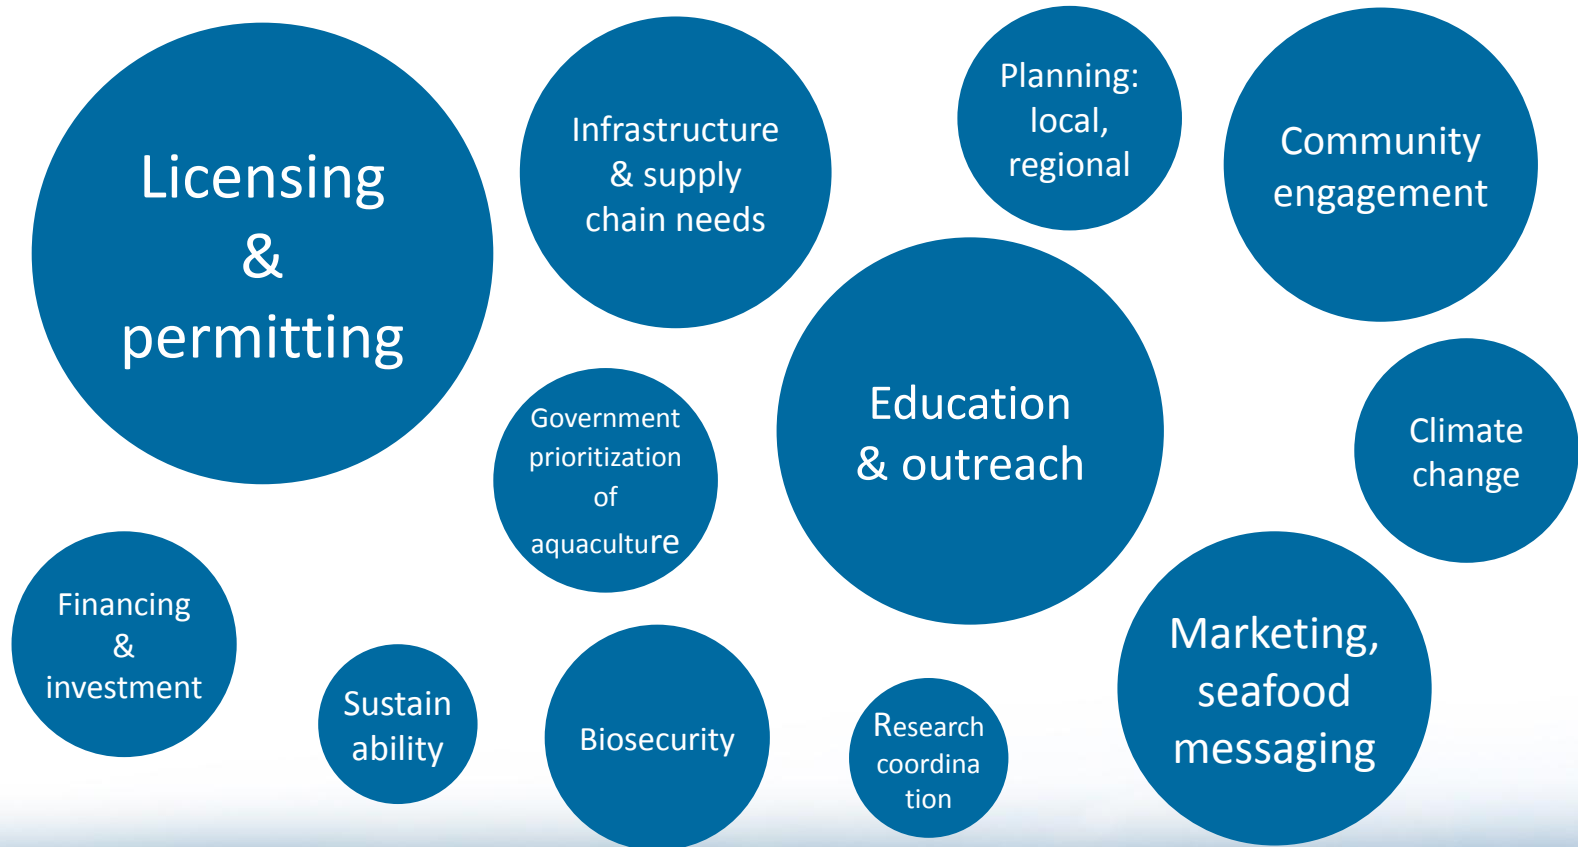 Licensing
&
permitting
Infrastructure
& supply
chain needs
Planning:
local,
regional
Community
engagement
Government
prioritization
of
aquaculture
Education
& outreach
Climate
change
Financing
&
investment
Sustain
ability
Biosecurity
Research
coordina
tion
Marketing,
seafood
messaging